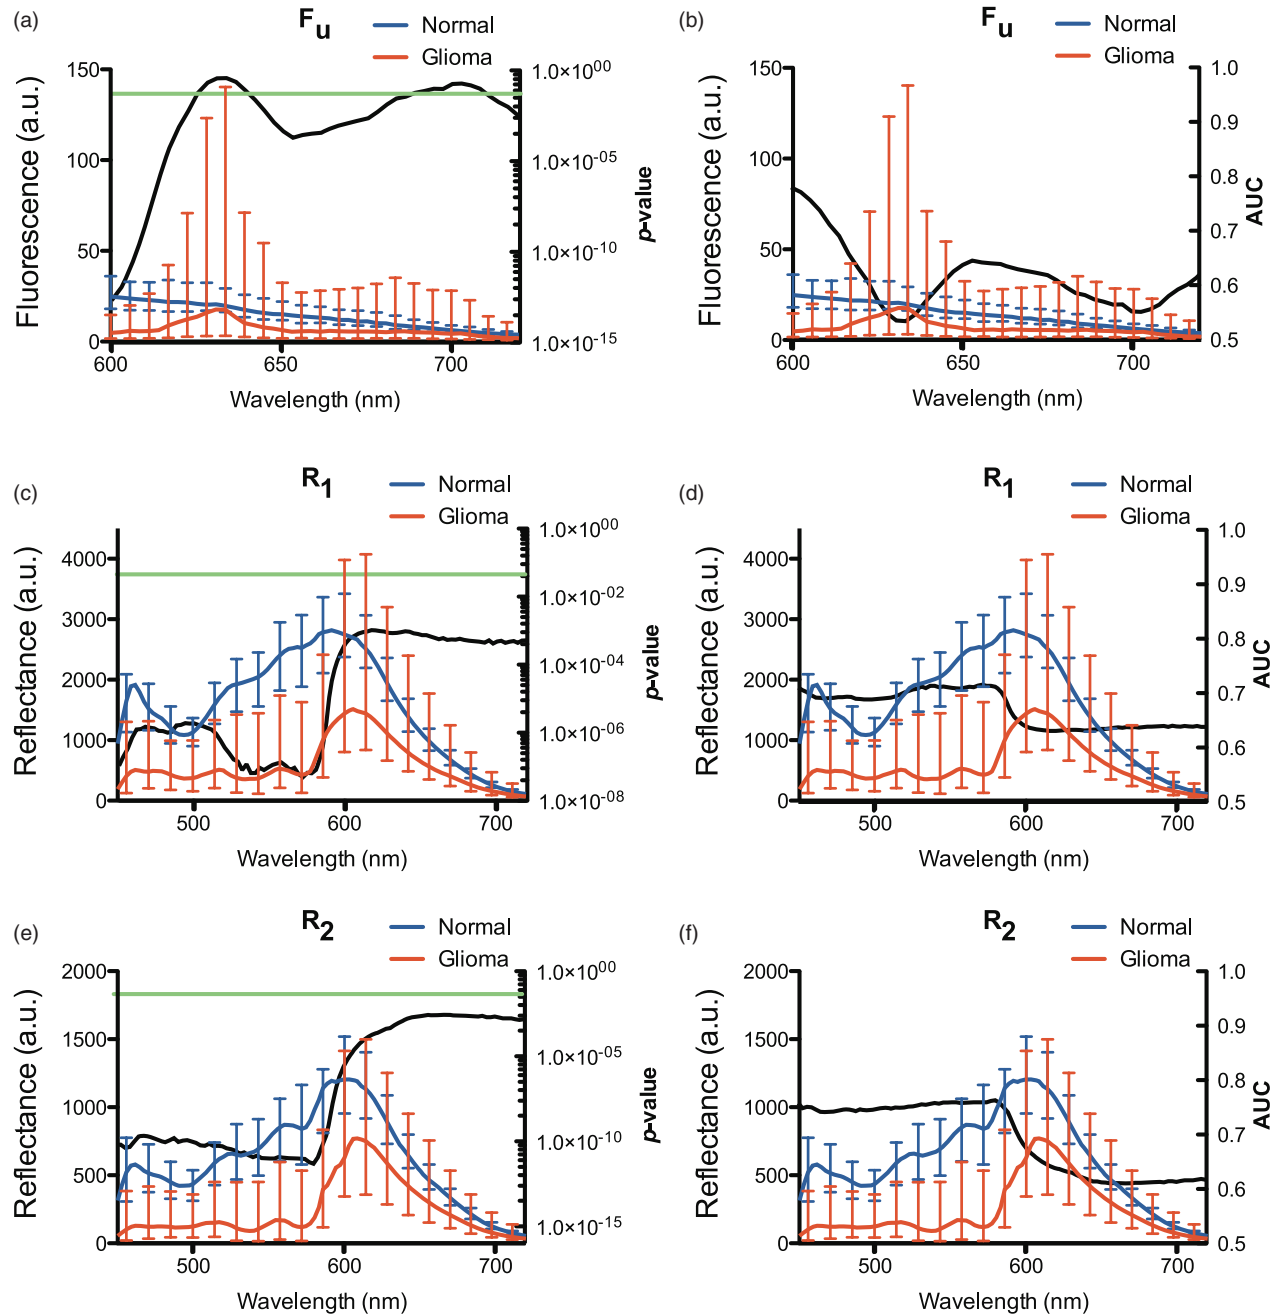 (a)
F u
Normal
Glioma
150
100
50
0
Fluorescence (a.u.)
1.0×10 00
1.0×10 -05
1.0×10 -10
1.0×10 -15
p-value
600
650
700
Wavelength (nm)
(b)
F u
Normal
Glioma
150
100
50
0
Fluorescence (a.u.)
1.0
0.9
0.8
0.7
0.6
0.5
AUC
600
650
700
Wavelength (nm)
(c)
R 1
Normal
Glioma
4000
3000
2000
1000
0
Reflectance (a.u.)
1.0×10 00
1.0×10 -02
1.0×10 -04
1.0×10 -06
1.0×10 -08
p-value
500
600
700
Wavelength (nm)
(d)
R 1
Normal
Glioma
4000
3000
2000
1000
0
Reflectance (a.u.)
1.0
0.9
0.8
0.7
0.6
0.5
AUC
500
600
700
Wavelength (nm)
(e)
R 2
Normal
Glioma
2000
1500
1000
500
0
Reflectance (a.u.)
1.0×10 00
1.0×10 -05
1.0×10 -10
1.0×10 -15
p-value
500
600
700
Wavelength (nm)
(f)
R 2
Normal
Glioma
2000
1500
1000
500
0
Reflectance (a.u.)
1.0
0.9
0.8
0.7
0.6
0.5
AUC
500
600
700
Wavelength (nm)